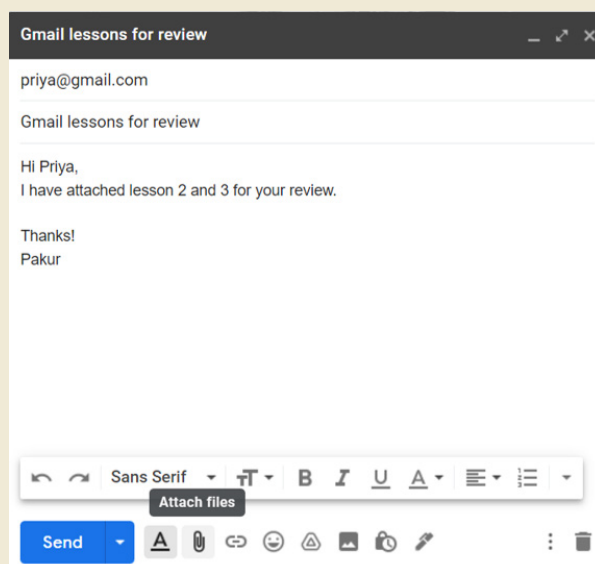 Gmail lessons for review
priya@gmail.com
Gmail lessons for review
Hi Priya,
I have attached lesson 2 and 3 for your review.
Thanks!
Pakur
Sans Serif
Attach files
Send